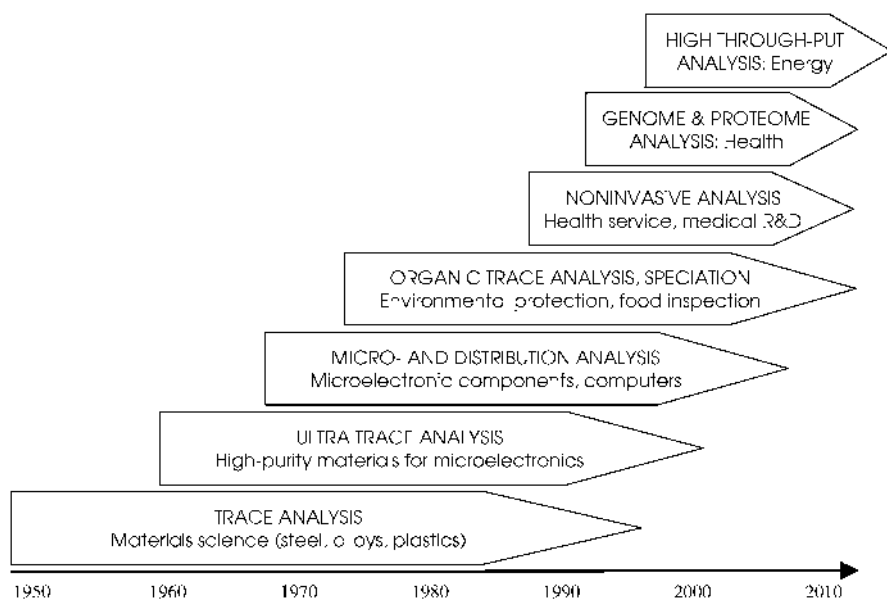 HIGH THROUGH-PUT
ANALYSIS: Energy
GENOME & PROTEOME
ANALYSIS: Health
NONINVASIVE ANALYSIS
Health service, medical R&D
ORGANIC TRACE ANALYSIS, SPECIATION
Environmental protection, food inspection
MICRO- AND DISTRIBUTION ANALYSIS
Microelectronic components, computers
ULTRA TRACE ANALYSIS
High-purity materials for microelectronics
TRACE ANALYSIS
Materials science (steel, alloys, plastics)
1950 1960 1970 1980 1990 2000 2010